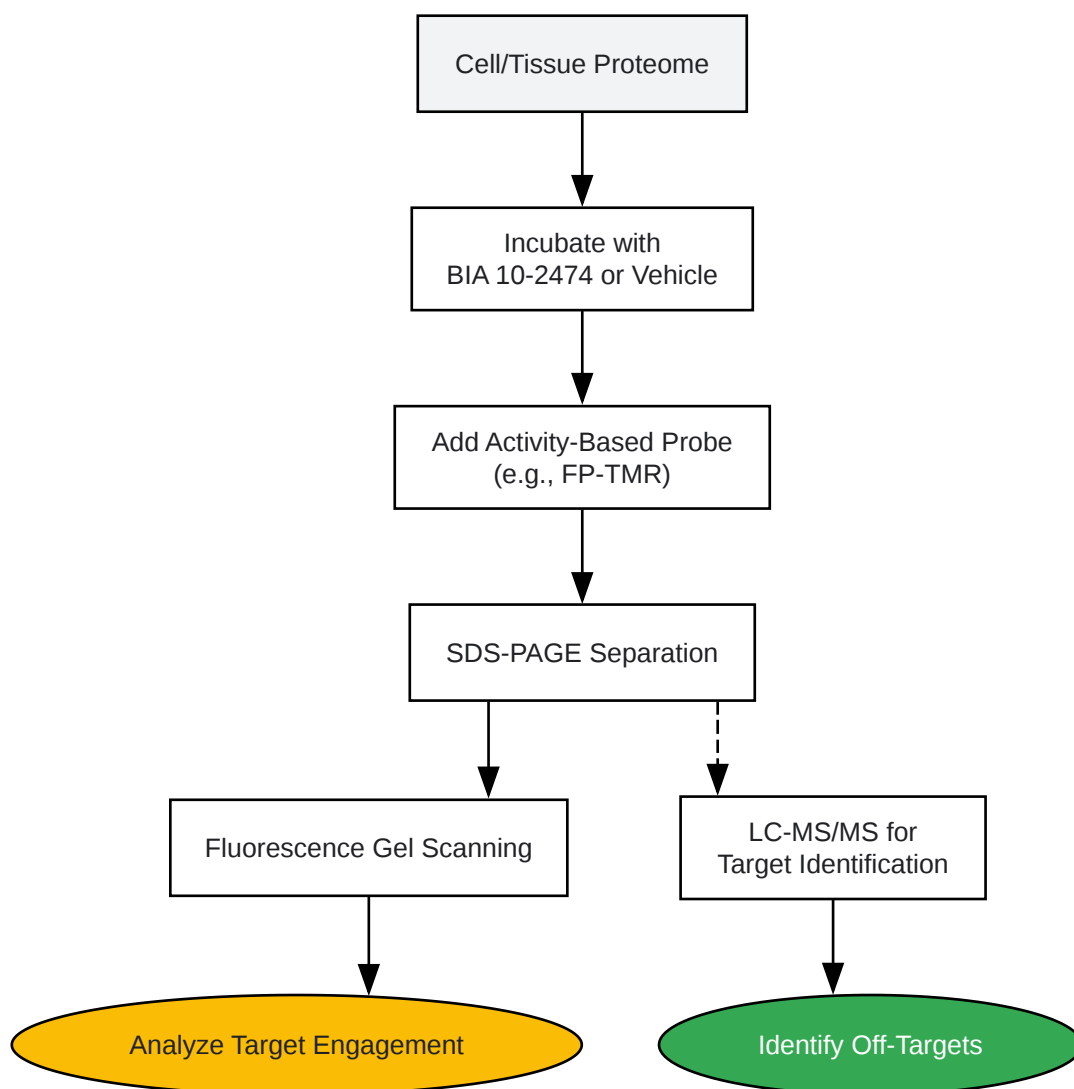 Cell/Tissue Proteome
Incubate with
BIA 10-2474 or Vehicle
Add Activity-Based Probe
(e.g., FP-TMR)
SDS-PAGE Separation
Fluorescence Gel Scanning
LC-MS/MS for
Target Identification
Analyze Target Engagement
Identify Off-Targets